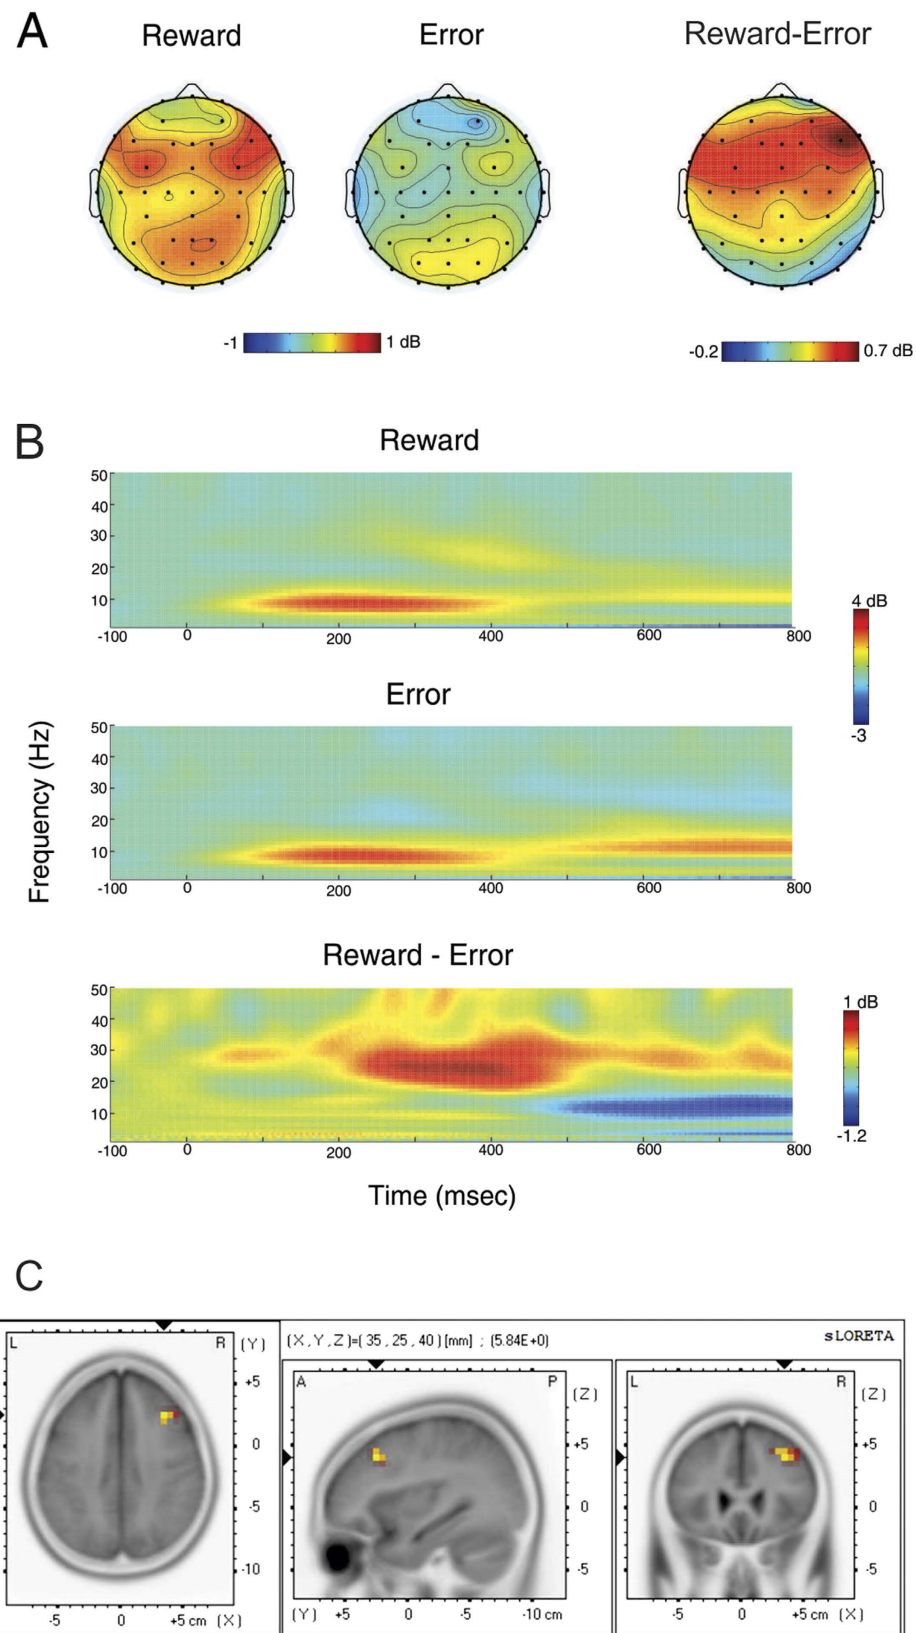 A
Reward Error Reward-Error
-1 1 dB -0.2 0.7 dB
B
Reward
50
40
30
20
10
-100 0 200 400 600 800
4 dB
-3
Error
50
40
30
20
10
-100 0 200 400 600 800
Frequency (Hz)
Reward - Error
50
40
30
20
10
-100 0 200 400 600 800
1 dB
-1.2
Time (msec)
C
L R (Y)
+5
0
-5
-10
-5 0 +5 cm (X)
(X,Y,Z)=(35,25,40)[mm] ; (5.84E+0) sLORETA
A P (Z)
+5
0
-5
(Y) +5 0 -5 -10 cm
L R (Z)
+5
0
-5
-5 0 +5 cm (X)